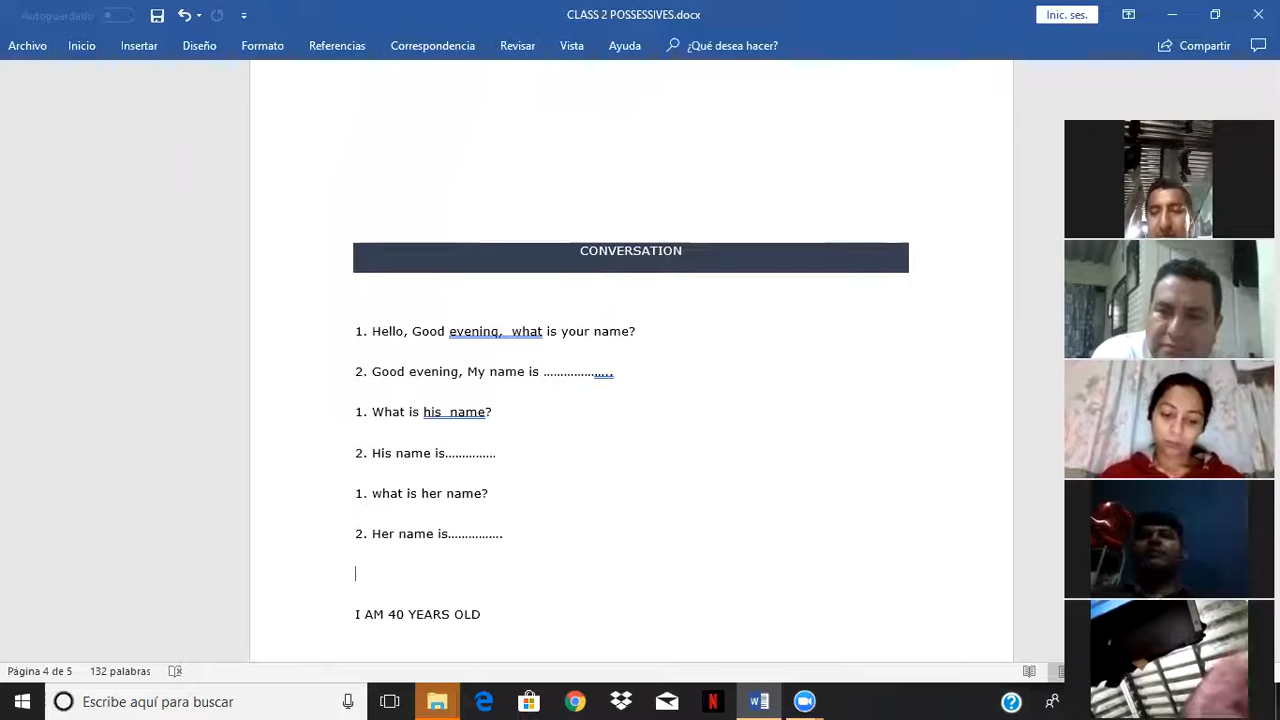 Autoguardado
CLASS 2 POSSESSIVES.docx
Inic. ses.
Archivo Inicio Insertar Diseño Formato Referencias Correspondencia Revisar Vista Ayuda ¿Qué desea hacer? Compartir
CONVERSATION
1. Hello, Good evening,  what is your name?
2. Good evening, My name is ………………….
1. What is his  name?
2. His name is……………
1. what is her name?
2. Her name is…………….
I AM 40 YEARS OLD
Página 4 de 5 132 palabras
Escribe aquí para buscar